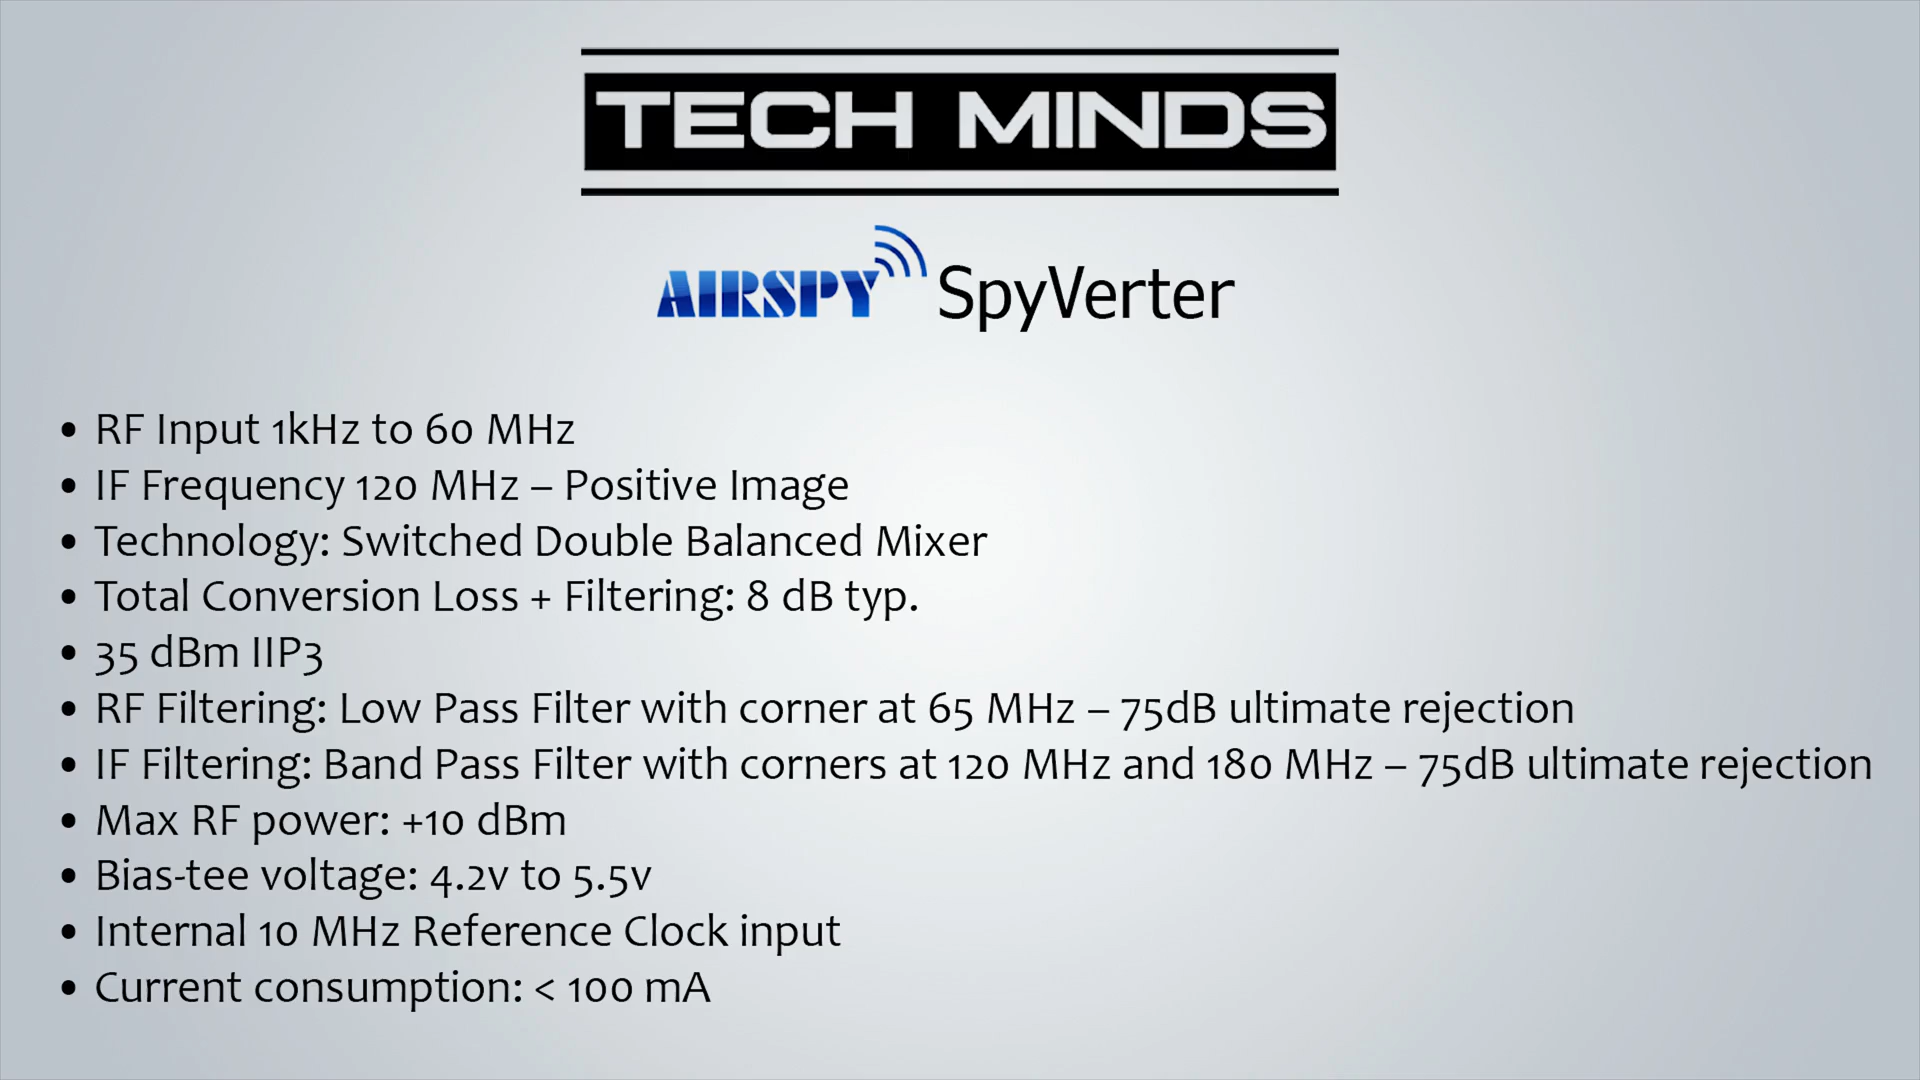 TECH MINDS
AIRSPY SpyVerter
• RF Input 1kHz to 60 MHz
• IF Frequency 120 MHz – Positive Image
• Technology: Switched Double Balanced Mixer
• Total Conversion Loss + Filtering: 8 dB typ.
• 35 dBm IIP3
• RF Filtering: Low Pass Filter with corner at 65 MHz – 75dB ultimate rejection
• IF Filtering: Band Pass Filter with corners at 120 MHz and 180 MHz – 75dB ultimate rejection
• Max RF power: +10 dBm
• Bias-tee voltage: 4.2v to 5.5v
• Internal 10 MHz Reference Clock input
• Current consumption: < 100 mA